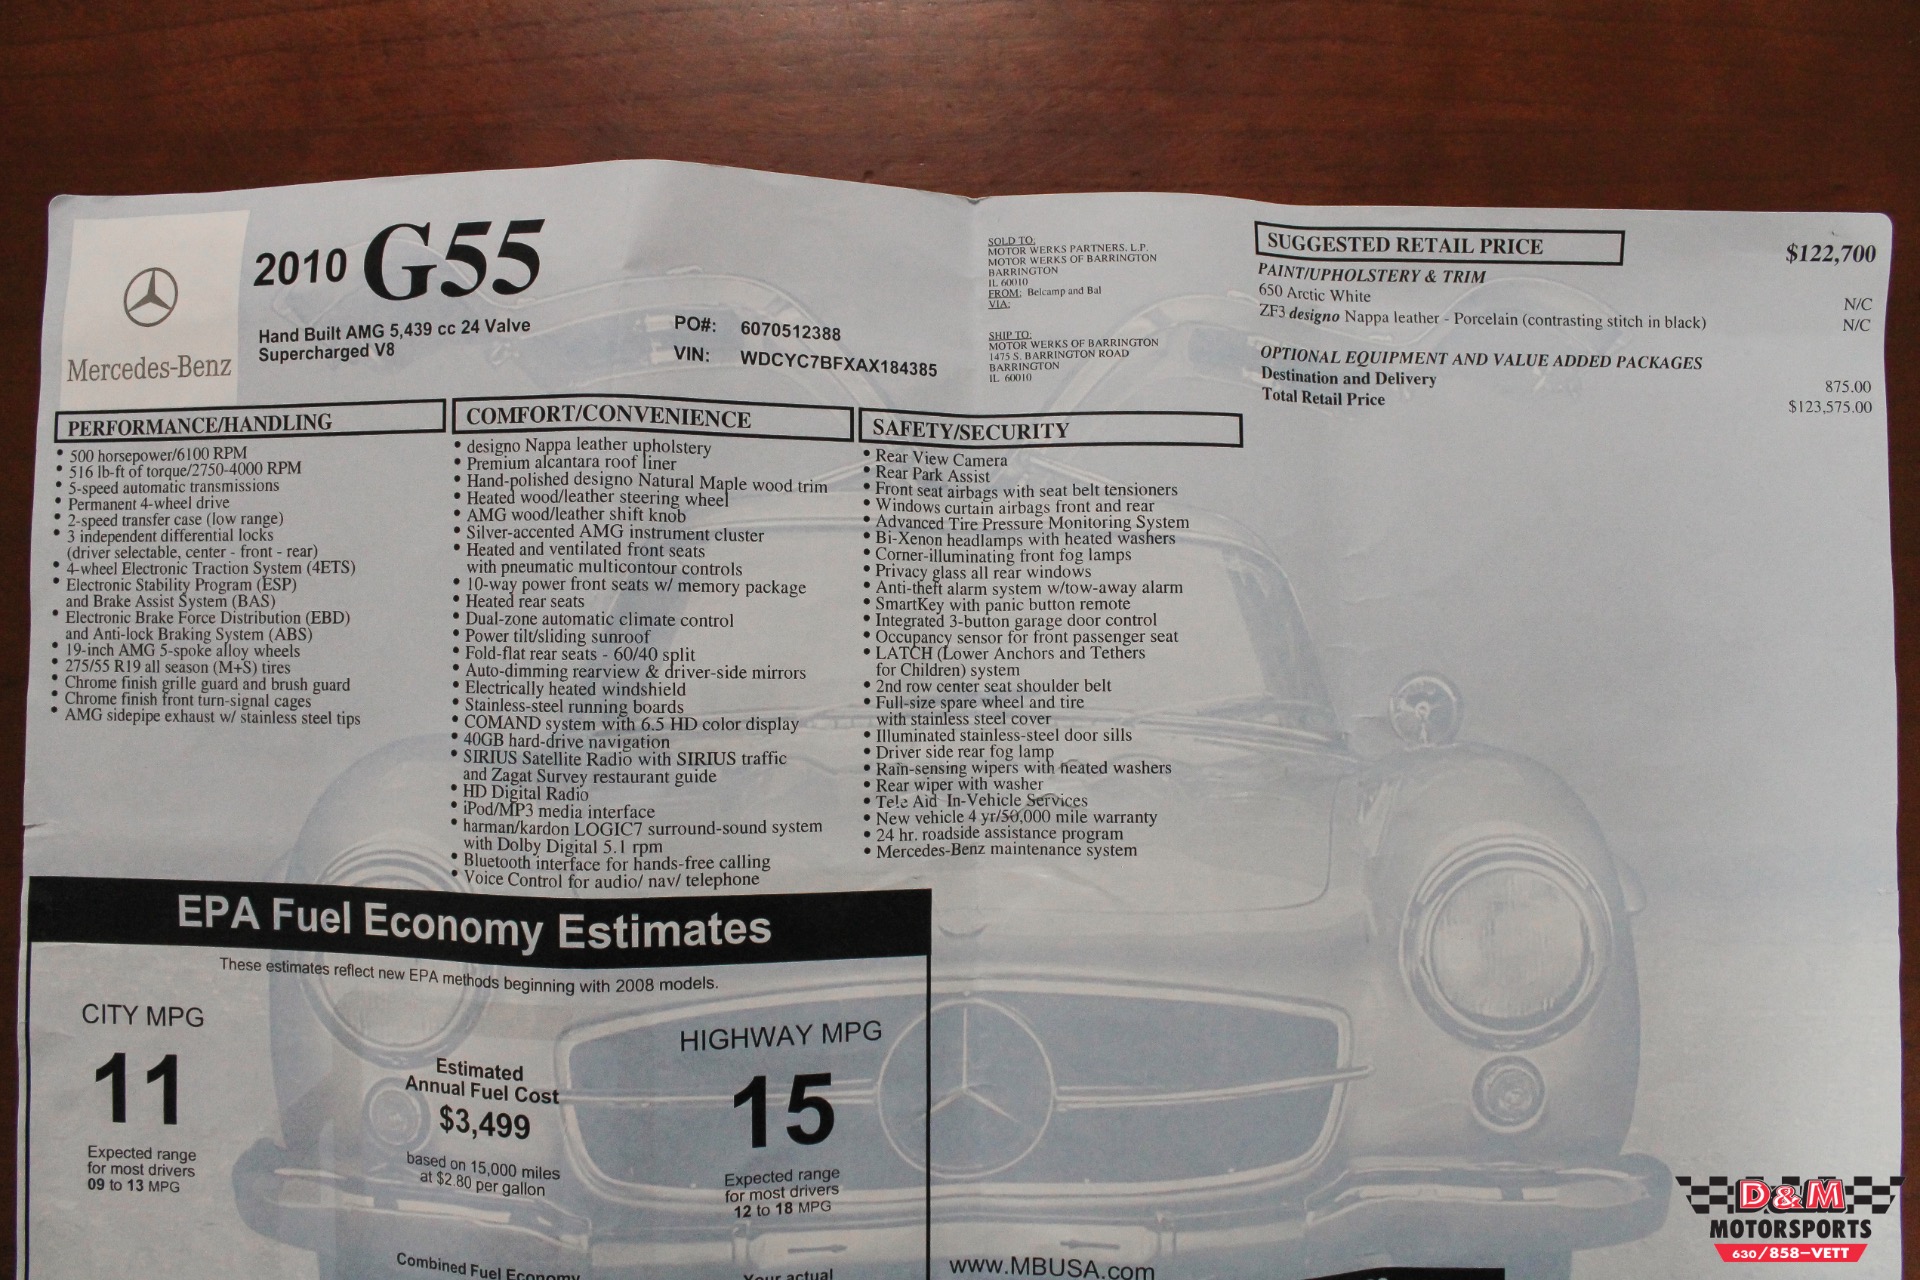 Mercedes-Benz
2010 G55
Hand Built AMG 5,439 cc 24 Valve
Supercharged V8
PO#: 6070512388
VIN: WDCYC7BFXAX184385
SOLD TO:
MOTOR WERKS PARTNERS, L.P.
MOTOR WERKS OF BARRINGTON
BARRINGTON
IL 60010
FROM: Belcamp and Bal
VIA:
SHIP TO:
MOTOR WERKS OF BARRINGTON
1475 S. BARRINGTON ROAD
BARRINGTON
IL 60010
SUGGESTED RETAIL PRICE $122,700
PAINT/UPHOLSTERY & TRIM
650 Arctic White N/C
ZF3 designo Nappa leather - Porcelain (contrasting stitch in black) N/C
OPTIONAL EQUIPMENT AND VALUE ADDED PACKAGES
Destination and Delivery 875.00
Total Retail Price $123,575.00
PERFORMANCE/HANDLING
• 500 horsepower/6100 RPM
• 516 lb-ft of torque/2750-4000 RPM
• 5-speed automatic transmissions
• Permanent 4-wheel drive
• 2-speed transfer case (low range)
• 3 independent differential locks
(driver selectable, center - front - rear)
• 4-wheel Electronic Traction System (4ETS)
• Electronic Stability Program (ESP)
and Brake Assist System (BAS)
• Electronic Brake Force Distribution (EBD)
and Anti-lock Braking System (ABS)
• 19-inch AMG 5-spoke alloy wheels
• 275/55 R19 all season (M+S) tires
• Chrome finish grille guard and brush guard
• Chrome finish front turn-signal cages
• AMG sidepipe exhaust w/ stainless steel tips
COMFORT/CONVENIENCE
• designo Nappa leather upholstery
• Premium alcantara roof liner
• Hand-polished designo Natural Maple wood trim
• Heated wood/leather steering wheel
• AMG wood/leather shift knob
• Silver-accented AMG instrument cluster
• Heated and ventilated front seats
with pneumatic multicontour controls
• 10-way power front seats w/ memory package
• Heated rear seats
• Dual-zone automatic climate control
• Power tilt/sliding sunroof
• Fold-flat rear seats - 60/40 split
• Auto-dimming rearview & driver-side mirrors
• Electrically heated windshield
• Stainless-steel running boards
• COMAND system with 6.5 HD color display
• 40GB hard-drive navigation
• SIRIUS Satellite Radio with SIRIUS traffic
and Zagat Survey restaurant guide
• HD Digital Radio
• iPod/MP3 media interface
• harman/kardon LOGIC7 surround-sound system
with Dolby Digital 5.1 rpm
• Bluetooth interface for hands-free calling
• Voice Control for audio/ nav/ telephone
SAFETY/SECURITY
• Rear View Camera
• Rear Park Assist
• Front seat airbags with seat belt tensioners
• Windows curtain airbags front and rear
• Advanced Tire Pressure Monitoring System
• Bi-Xenon headlamps with heated washers
• Corner-illuminating front fog lamps
• Privacy glass all rear windows
• Anti-theft alarm system w/tow-away alarm
• SmartKey with panic button remote
• Integrated 3-button garage door control
• Occupancy sensor for front passenger seat
• LATCH (Lower Anchors and Tethers
for Children) system
• 2nd row center seat shoulder belt
• Full-size spare wheel and tire
with stainless steel cover
• Illuminated stainless-steel door sills
• Driver side rear fog lamp
• Rain-sensing wipers with heated washers
• Rear wiper with washer
• Tele Aid In-Vehicle Services
• New vehicle 4 yr/50,000 mile warranty
• 24 hr. roadside assistance program
• Mercedes-Benz maintenance system
EPA Fuel Economy Estimates
These estimates reflect new EPA methods beginning with 2008 models.
CITY MPG
11
Expected range
for most drivers
09 to 13 MPG
Estimated
Annual Fuel Cost
$3,499
based on 15,000 miles
at $2.80 per gallon
HIGHWAY MPG
15
Expected range
for most drivers
12 to 18 MPG
Combined Fuel Economy
Your actual
www.MBUSA.com
D&M
MOTORSPORTS
630/858-VETT